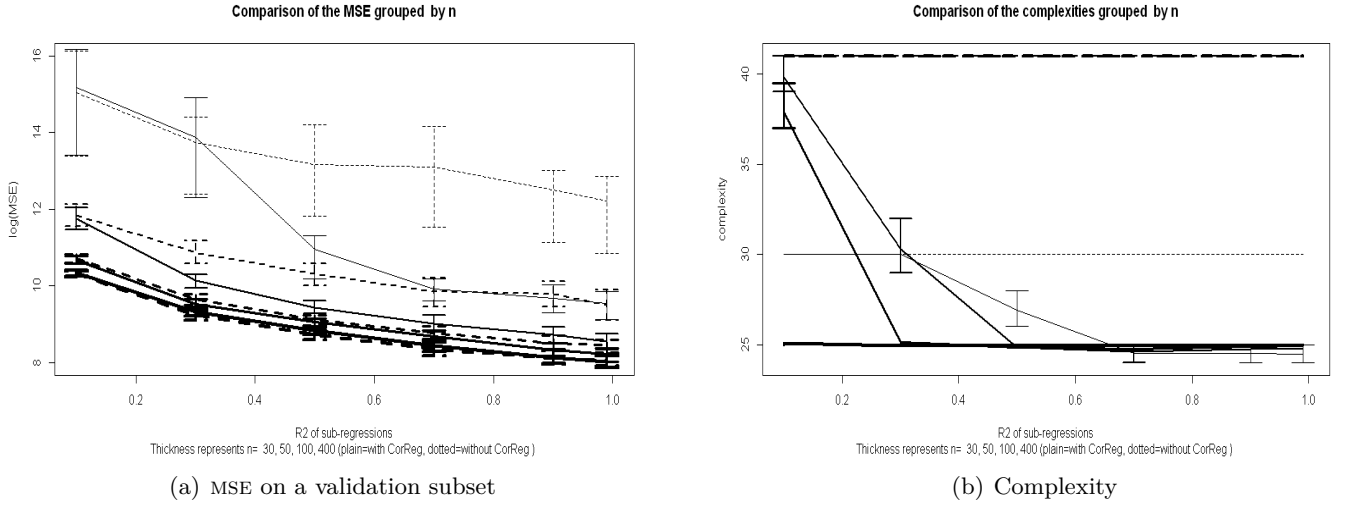 Comparison of the MSE grouped by n
log(MSE)
16
14
12
10
8
0.2
0.4
0.6
0.8
1.0
R2 of sub-regressions
Thickness represents n= 30, 50, 100, 400 (plain=with CorReg, dotted=without CorReg )
(a) MSE on a validation subset
Comparison of the complexities grouped by n
complexity
40
35
30
25
0.2
0.4
0.6
0.8
1.0
R2 of sub-regressions
Thickness represents n= 30, 50, 100, 400 (plain=with CorReg, dotted=without CorReg )
(b) Complexity